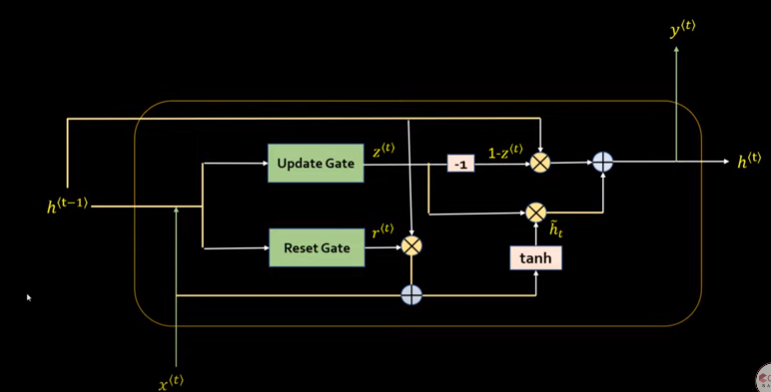 y⟨t⟩
h⟨t−1⟩
Update Gate
z⟨t⟩
-1
1-z⟨t⟩
h⟨t⟩
Reset Gate
r⟨t⟩
h̃t
tanh
x⟨t⟩